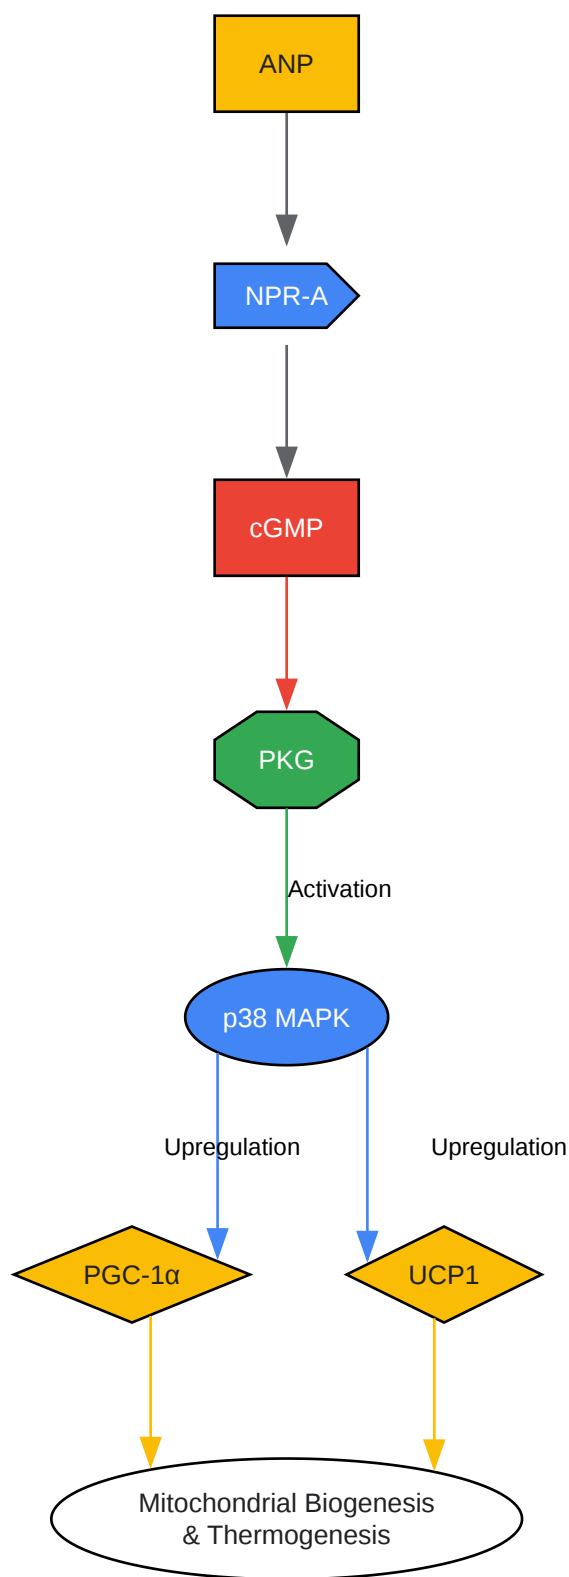 ANP
NPR-A
cGMP
PKG
Activation
p38 MAPK
Upregulation
Upregulation
PGC-1α
UCP1
Mitochondrial Biogenesis
& Thermogenesis